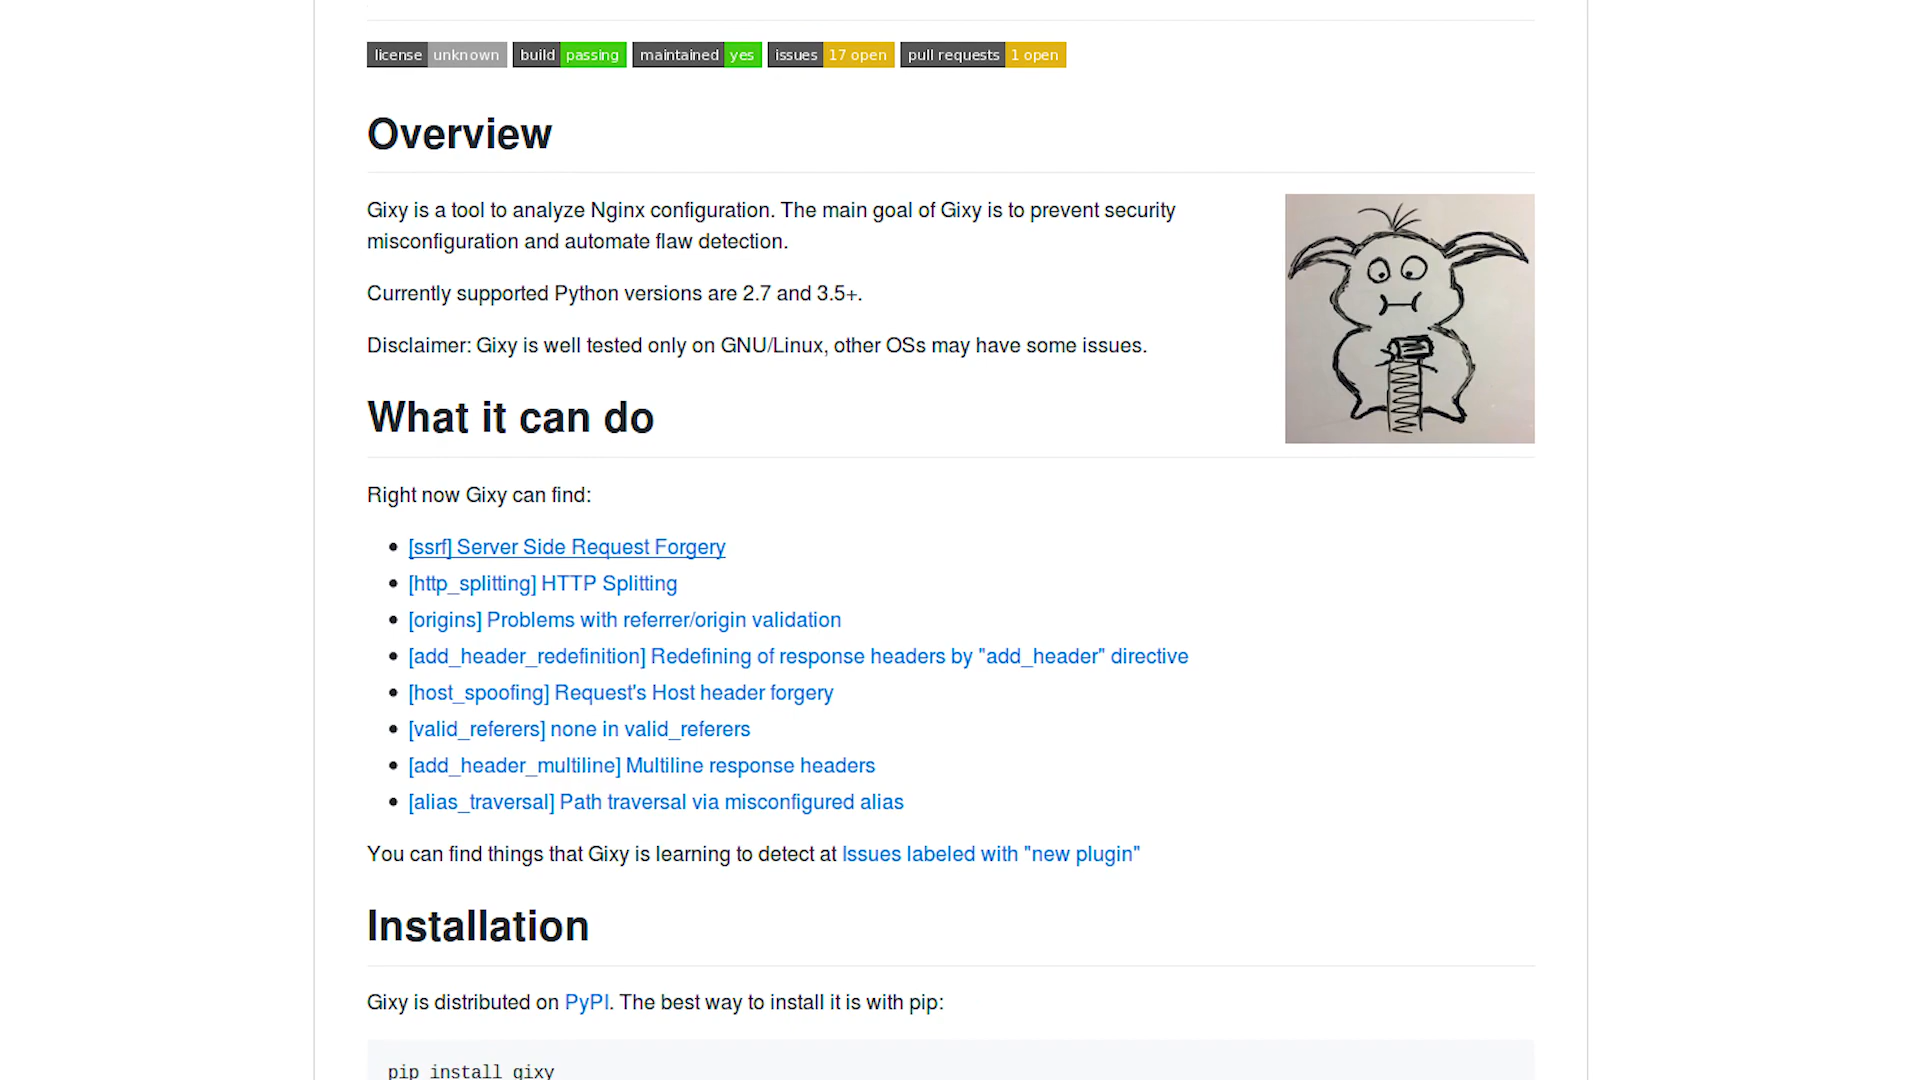 license unknown build passing maintained yes issues 17 open pull requests 1 open
Overview
Gixy is a tool to analyze Nginx configuration. The main goal of Gixy is to prevent security
misconfiguration and automate flaw detection.
Currently supported Python versions are 2.7 and 3.5+.
Disclaimer: Gixy is well tested only on GNU/Linux, other OSs may have some issues.
What it can do
Right now Gixy can find:
[ssrf] Server Side Request Forgery
[http_splitting] HTTP Splitting
[origins] Problems with referrer/origin validation
[add_header_redefinition] Redefining of response headers by "add_header" directive
[host_spoofing] Request's Host header forgery
[valid_referers] none in valid_referers
[add_header_multiline] Multiline response headers
[alias_traversal] Path traversal via misconfigured alias
You can find things that Gixy is learning to detect at Issues labeled with "new plugin"
Installation
Gixy is distributed on PyPI. The best way to install it is with pip:
pip install gixy